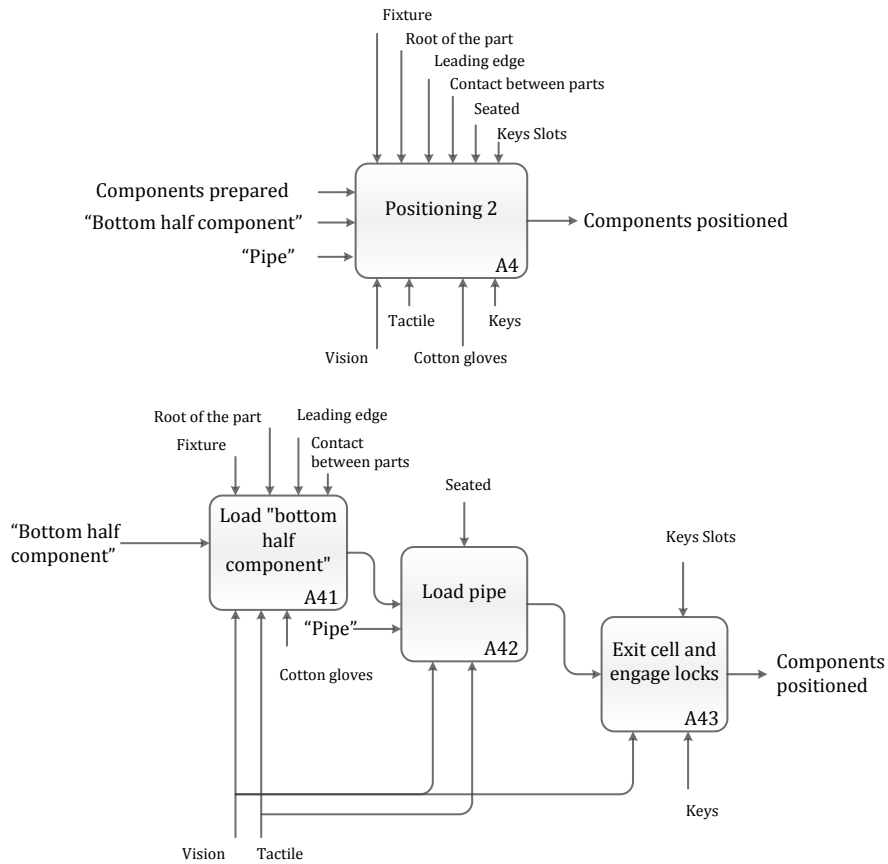 Fixture
Root of the part
Leading edge
Contact between parts
Seated
Keys Slots
Components prepared
“Bottom half component”
“Pipe”
Positioning 2
A4
Components positioned
Tactile
Keys
Vision
Cotton gloves
Root of the part
Leading edge
Fixture
Contact
between parts
Seated
Keys Slots
“Bottom half
component”
Load "bottom
half
component"
A41
“Pipe”
Load pipe
A42
Cotton gloves
Exit cell and
engage locks
A43
Components
positioned
Keys
Vision
Tactile